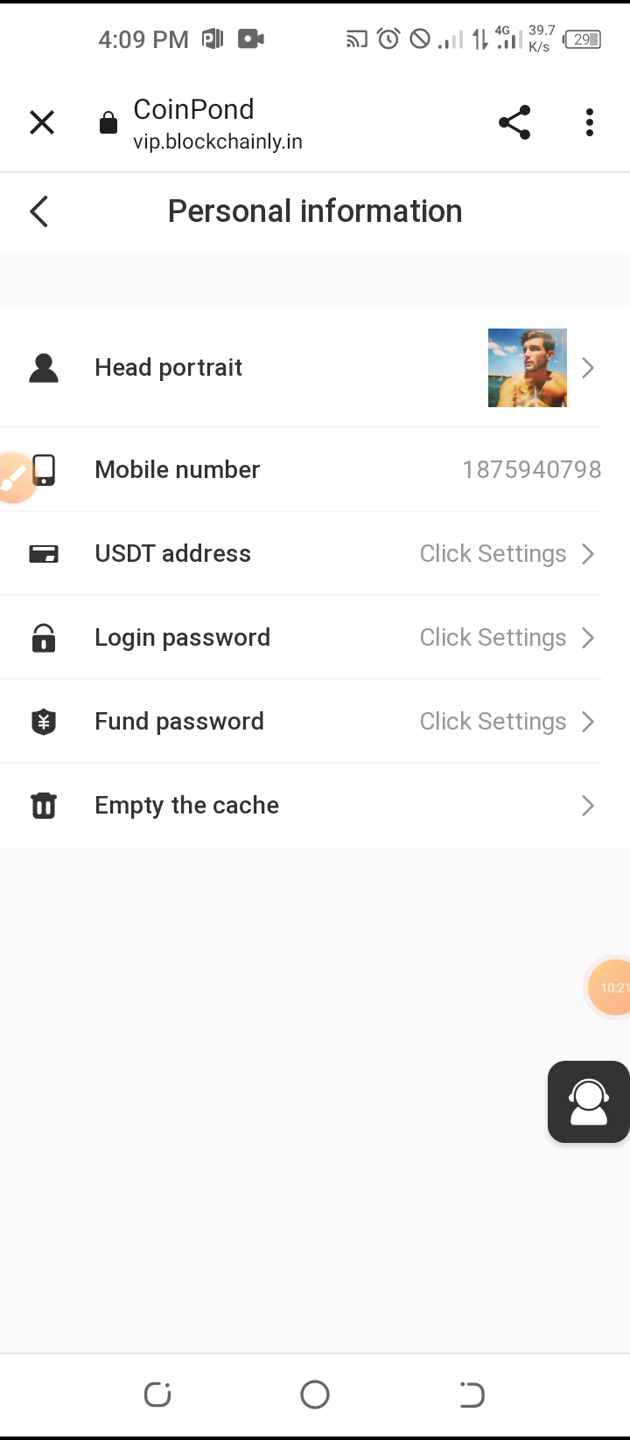 4:09 PM 4G 39.7 K/s 29
CoinPond
vip.blockchainly.in
Personal information
Head portrait
Mobile number 1875940798
USDT address Click Settings
Login password Click Settings
Fund password Click Settings
Empty the cache
10:21